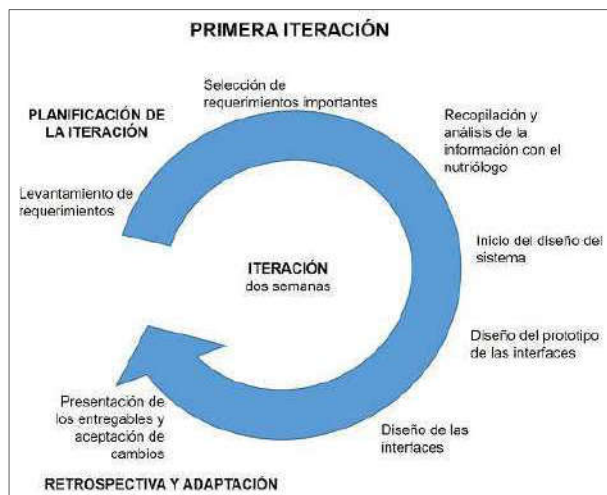 PRIMERA ITERACIÓN
Selección de
requerimientos importantes
PLANIFICACIÓN DE
LA ITERACIÓN
Recopilación y
análisis de la
información con el
nutriólogo
Levantamiento de
requerimientos
Inicio del diseño del
sistema
ITERACIÓN
dos semanas
Diseño del prototipo
de las interfaces
Presentación de
los entregables y
aceptación de
cambios
Diseño de las
interfaces
RETROSPECTIVA Y ADAPTACIÓN